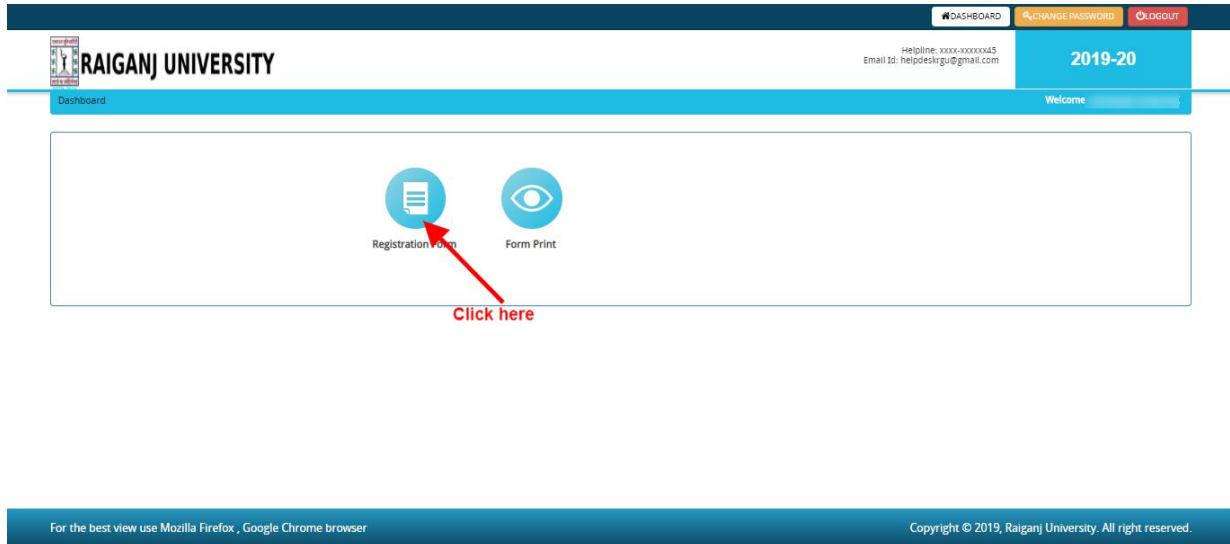 DASHBOARD CHANGE PASSWORD LOGOUT
RAIGANJ UNIVERSITY
Helpline: xxxx-xxxxxx45
Email Id: helpdeskrgu@gmail.com
2019-20
Dashboard
Welcome
Registration Form
Form Print
Click here
For the best view use Mozilla Firefox , Google Chrome browser
Copyright © 2019, Raiganj University. All right reserved.